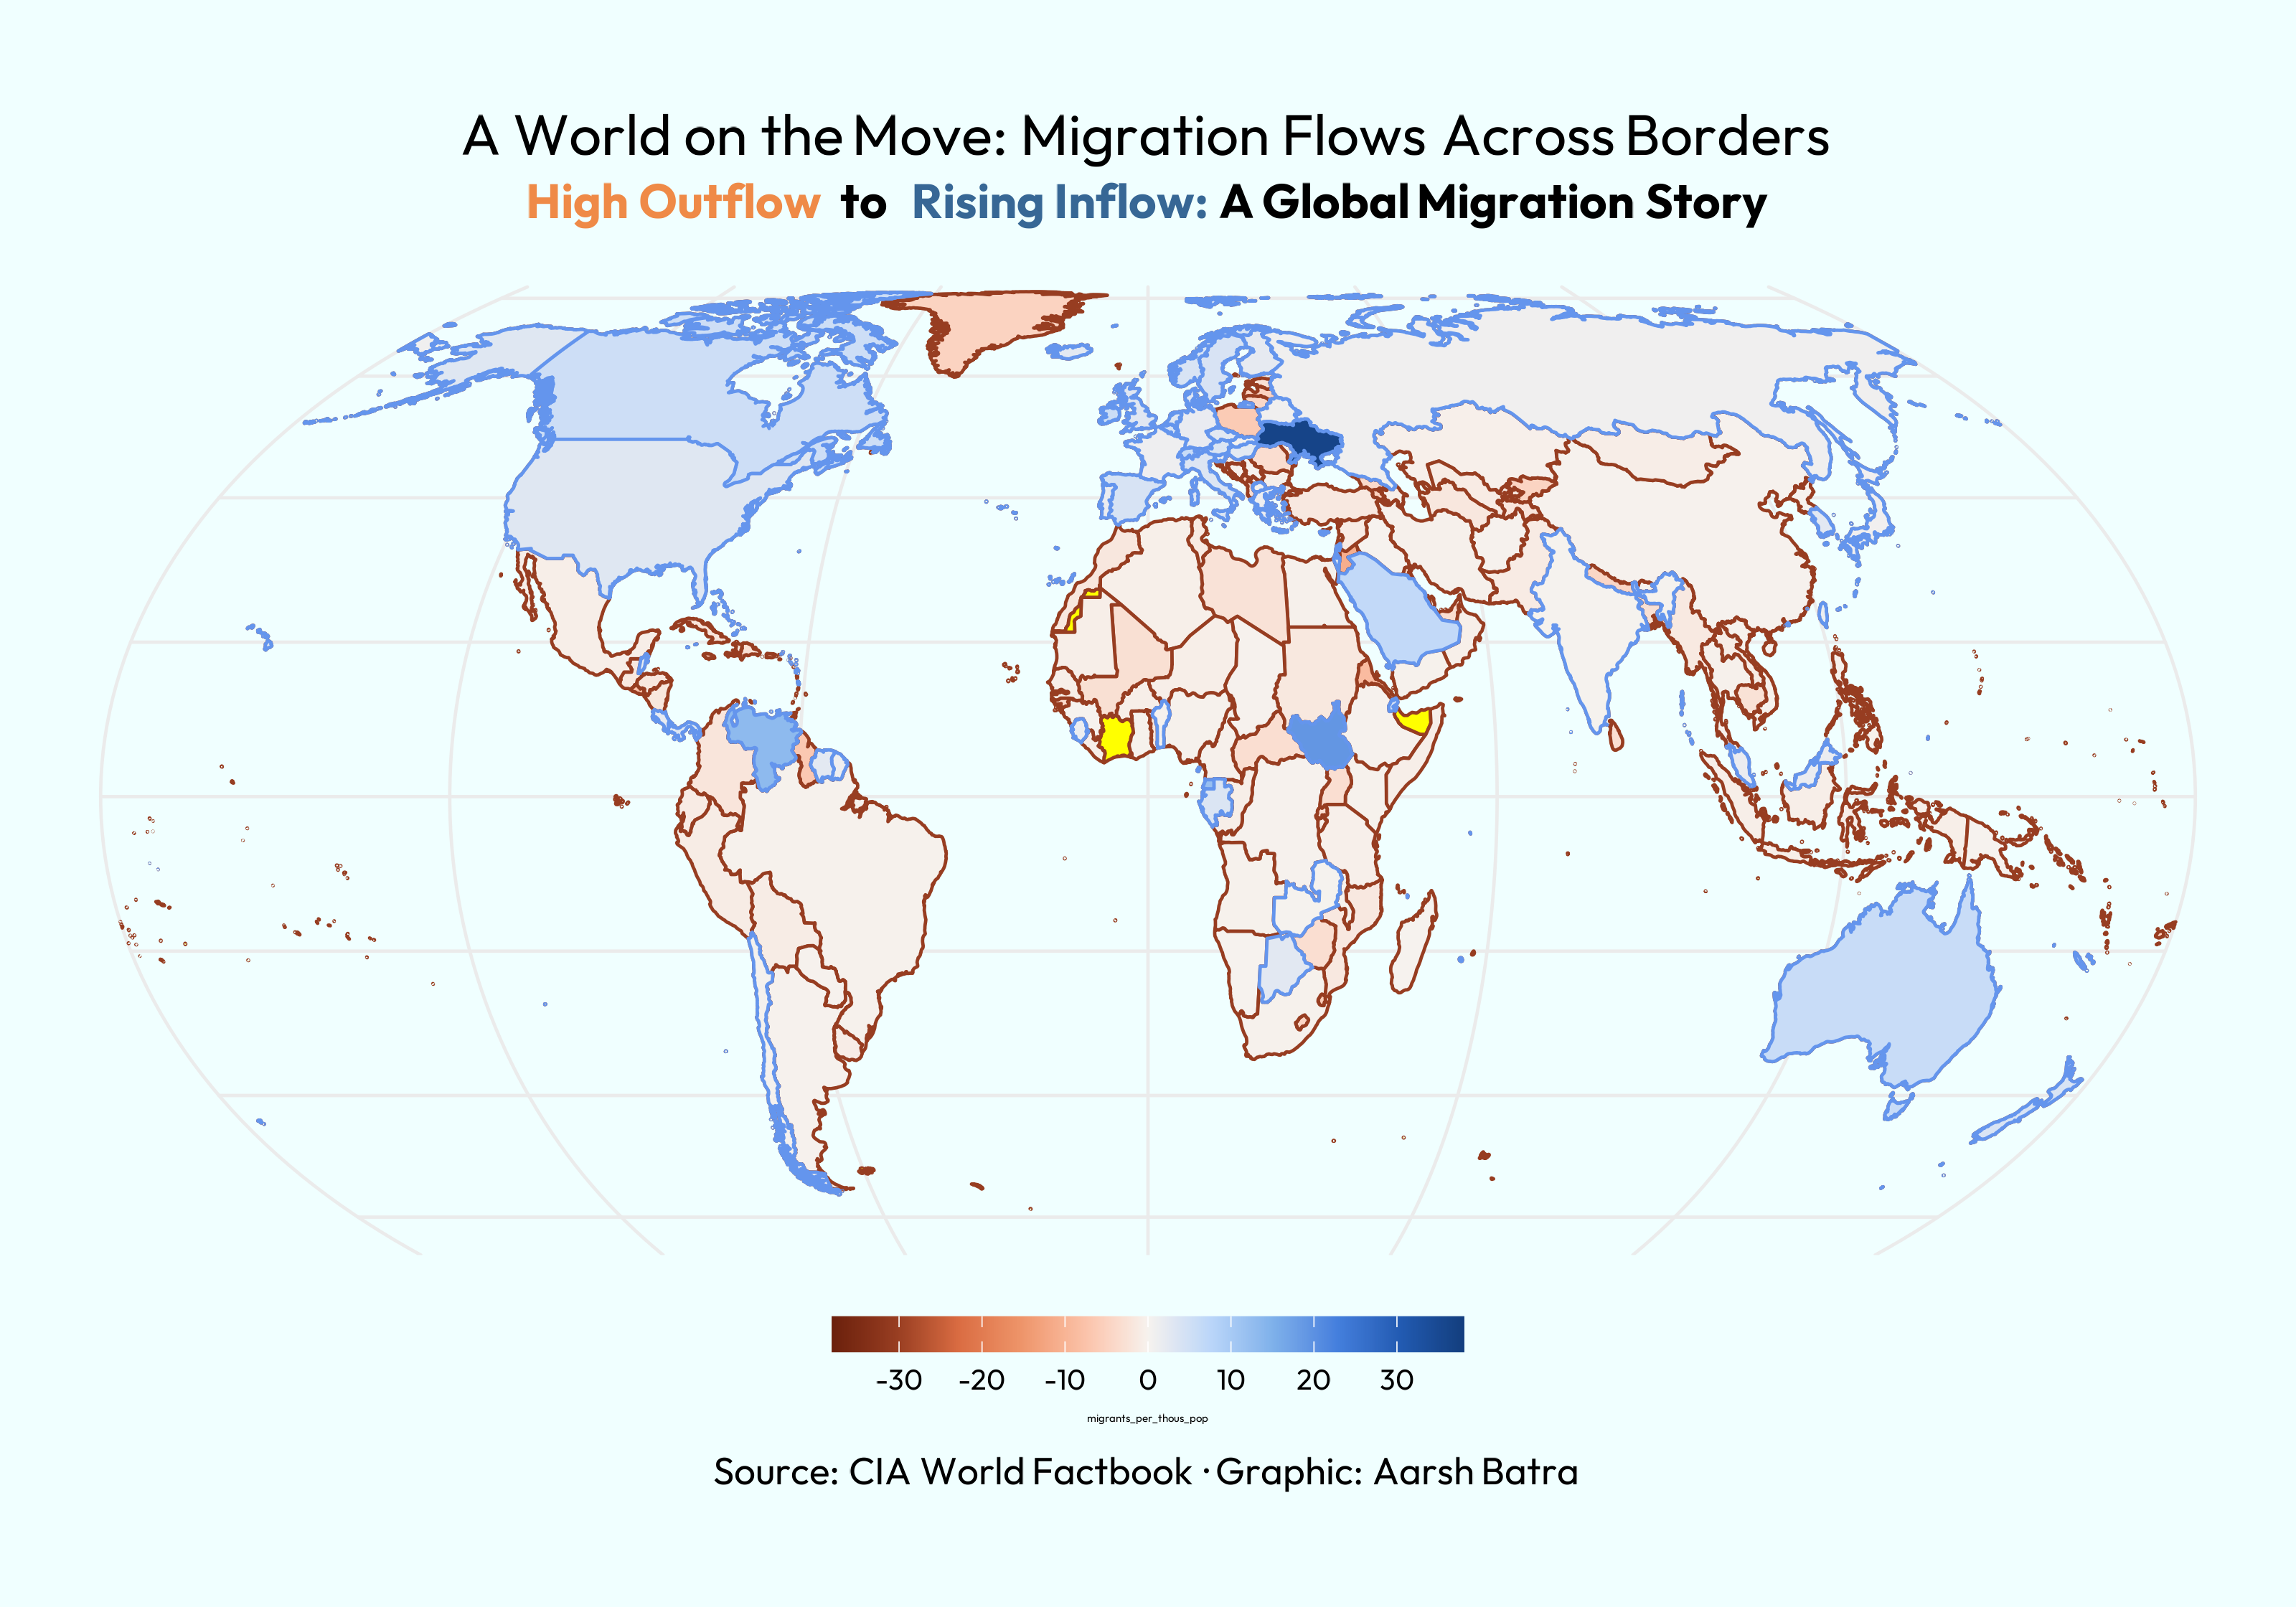 A World on the Move: Migration Flows Across Borders
High Outflow to Rising Inflow: A Global Migration Story
-30 -20 -10 0 10 20 30
migrants_per_thous_pop
Source: CIA World Factbook · Graphic: Aarsh Batra